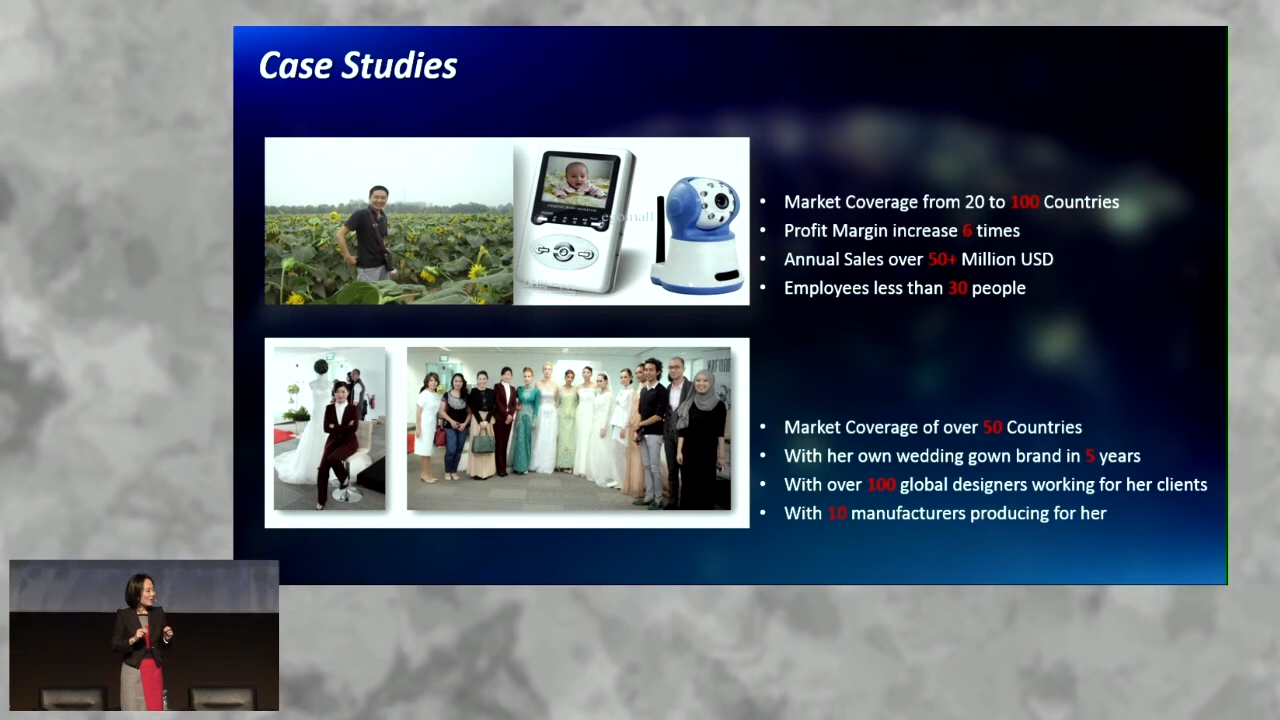 Case Studies
• Market Coverage from 20 to 100 Countries
• Profit Margin increase 6 times
• Annual Sales over 50+ Million USD
• Employees less than 30 people
• Market Coverage of over 50 Countries
• With her own wedding gown brand in 5 years
• With over 100 global designers working for her clients
• With 10 manufacturers producing for her